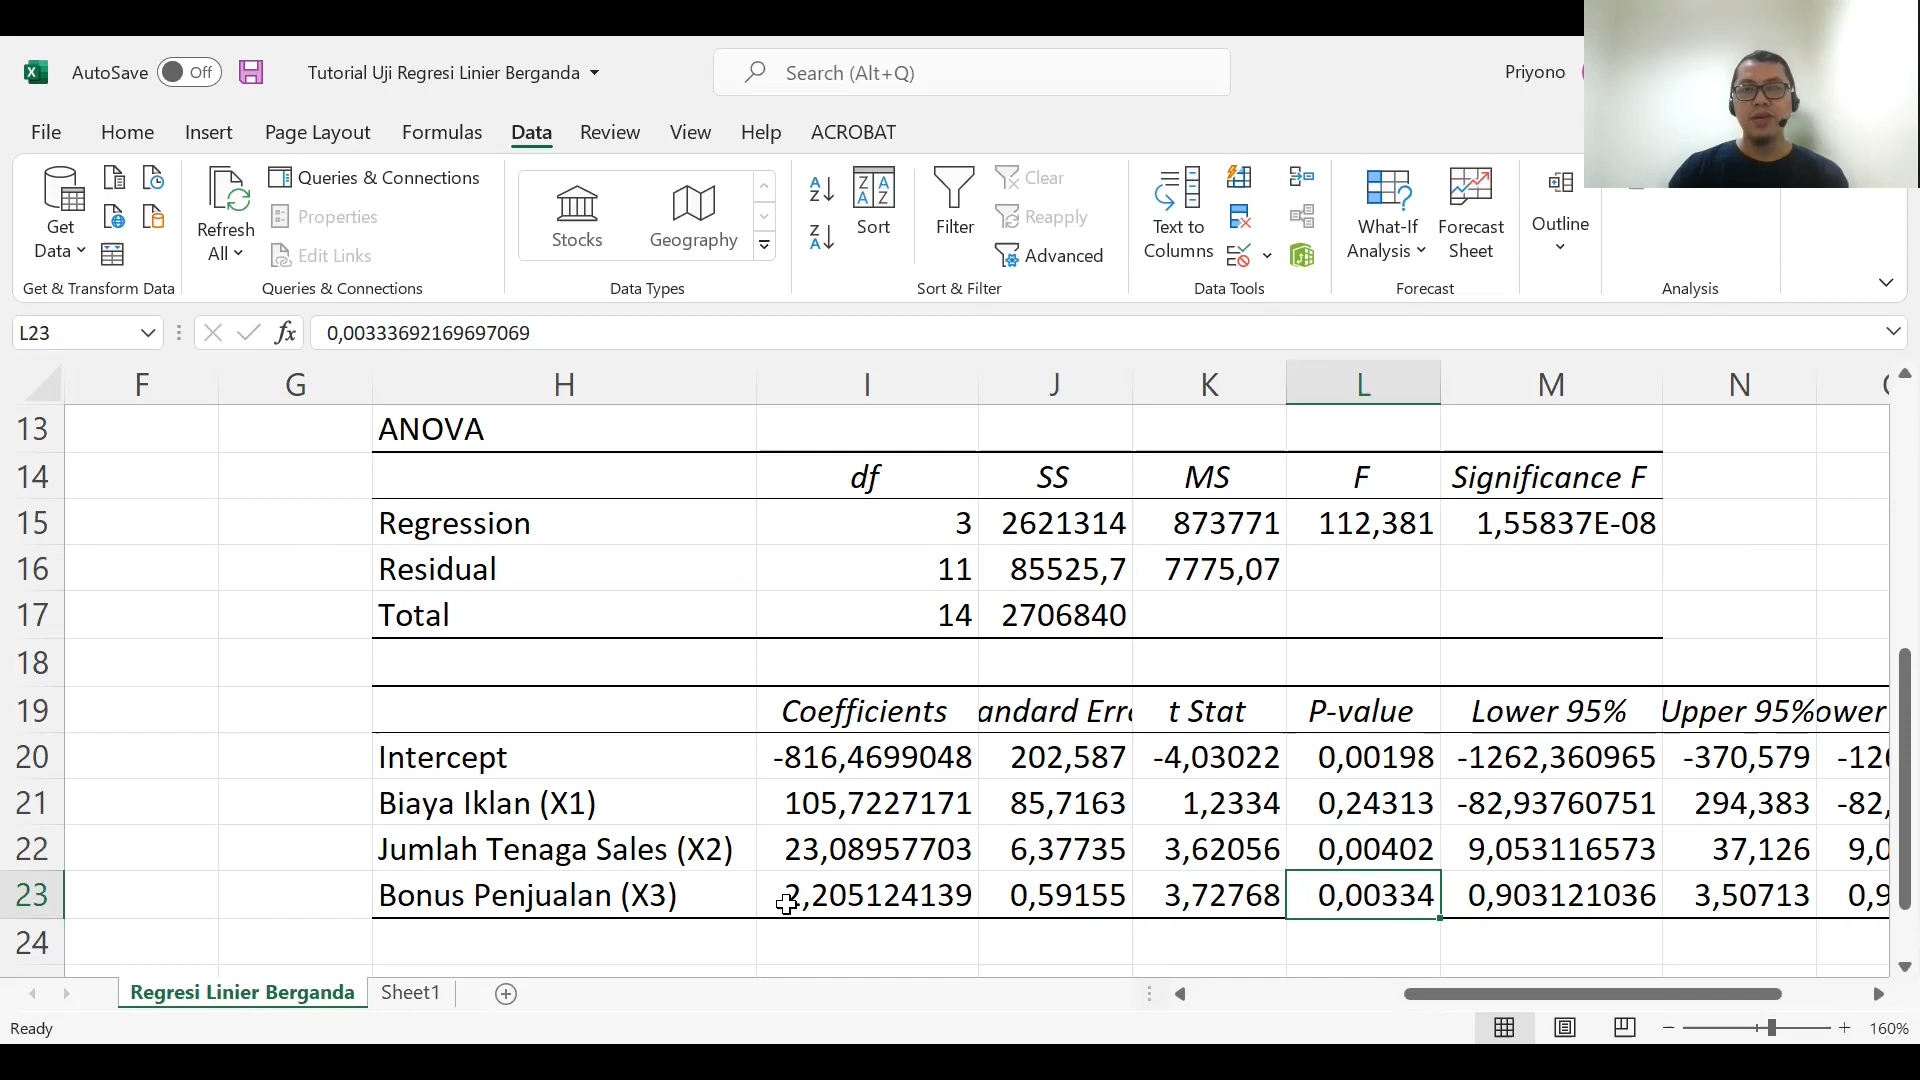 AutoSave Off Tutorial Uji Regresi Linier Berganda Search (Alt+Q) Priyono
File Home Insert Page Layout Formulas Data Review View Help ACROBAT
Get Data
Refresh All
Queries & Connections
Properties
Edit Links
Stocks
Geography
Sort
Filter
Clear
Reapply
Advanced
Text to Columns
What-If Analysis
Forecast Sheet
Outline
Get & Transform Data Queries & Connections Data Types Sort & Filter Data Tools Forecast Analysis
L23 fx 0,00333692169697069
F G H I J K L M N
13 ANOVA
14 df SS MS F Significance F
15 Regression 3 2621314 873771 112,381 1,55837E-08
16 Residual 11 85525,7 7775,07
17 Total 14 2706840
18
19 Coefficients andard Erro t Stat P-value Lower 95% Upper 95% ower
20 Intercept -816,4699048 202,587 -4,03022 0,00198 -1262,360965 -370,579 -126
21 Biaya Iklan (X1) 105,7227171 85,7163 1,2334 0,24313 -82,93760751 294,383 -82,
22 Jumlah Tenaga Sales (X2) 23,08957703 6,37735 3,62056 0,00402 9,053116573 37,126 9,0
23 Bonus Penjualan (X3) 2,205124139 0,59155 3,72768 0,00334 0,903121036 3,50713 0,9
24
Regresi Linier Berganda Sheet1
Ready 160%